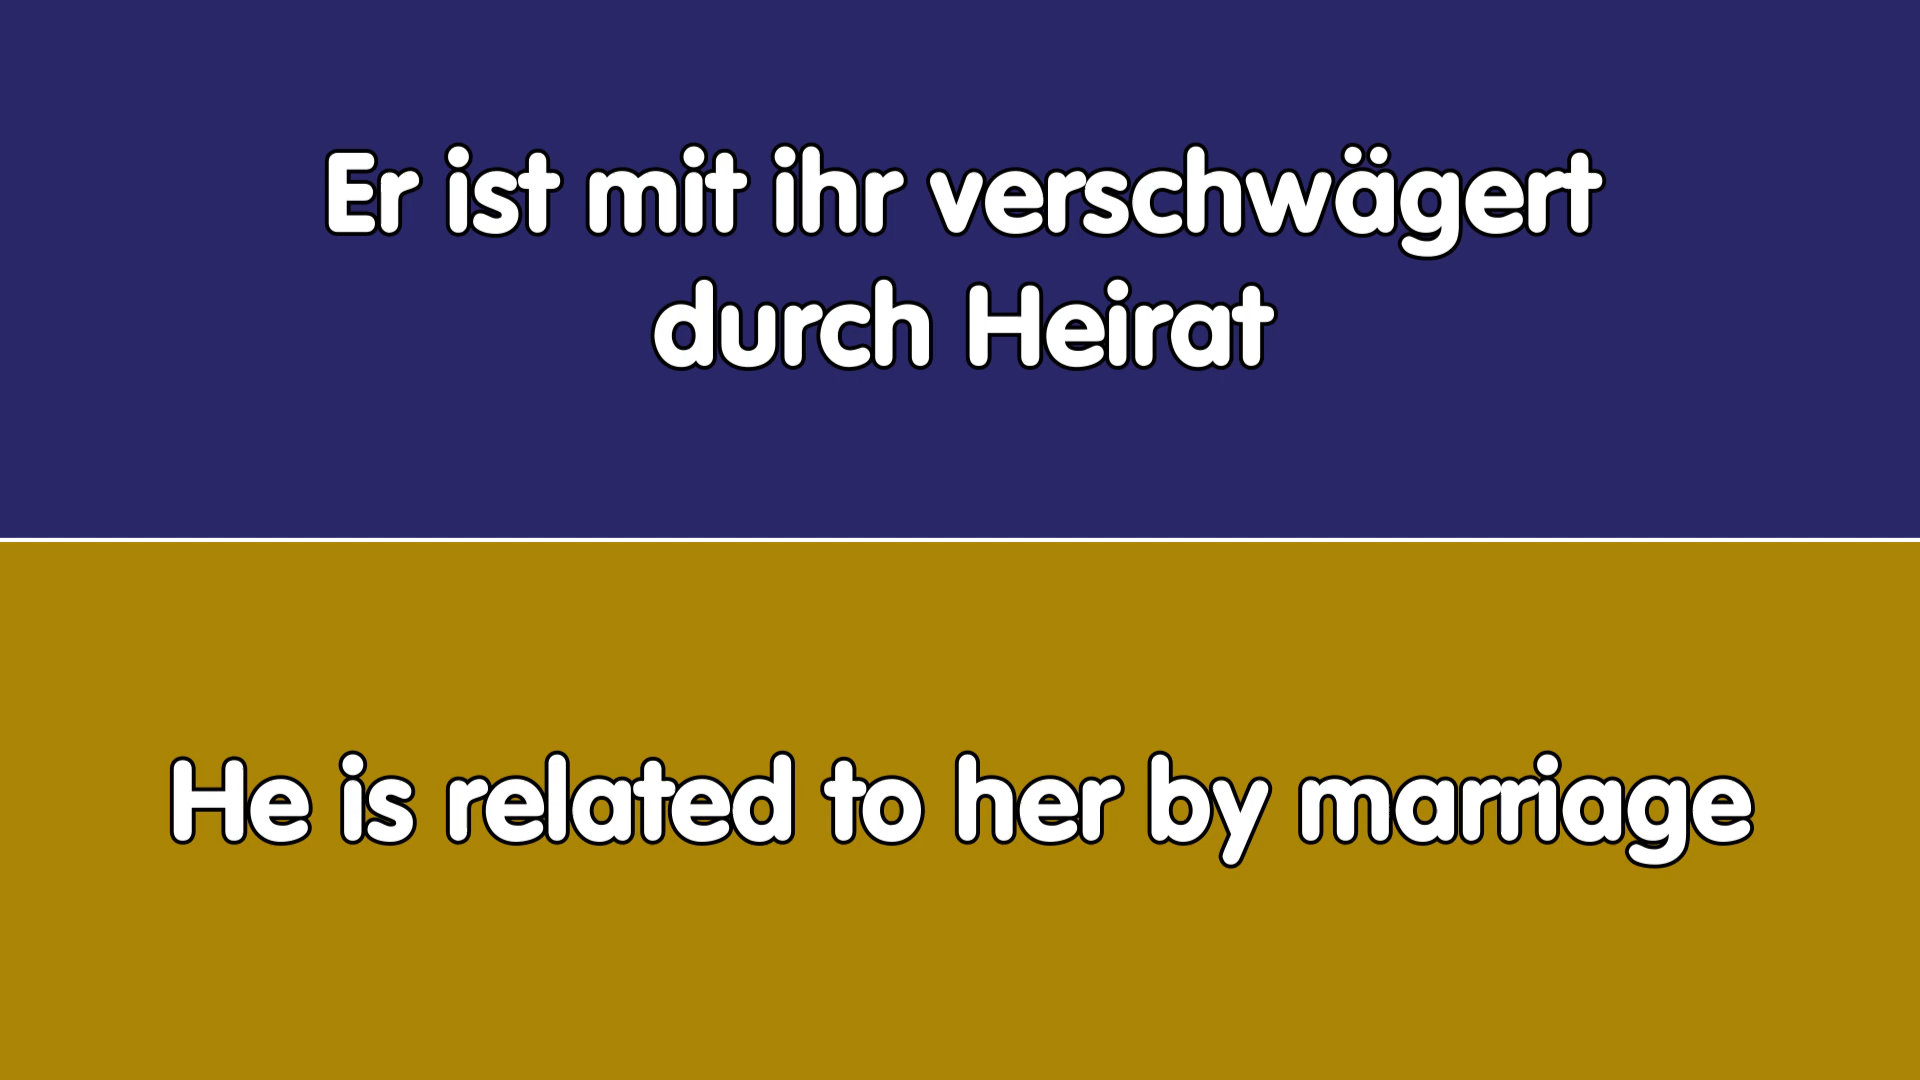 Er ist mit ihr verschwägert
durch Heirat
He is related to her by marriage